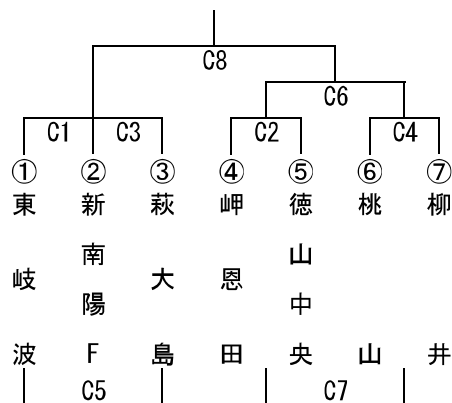 C8
C6
C1 C3 C2 C4
① ② ③ ④ ⑤ ⑥ ⑦
東岐波
新南陽F
萩大島
岬恩田
徳山中央
桃山
柳井
C5 C7